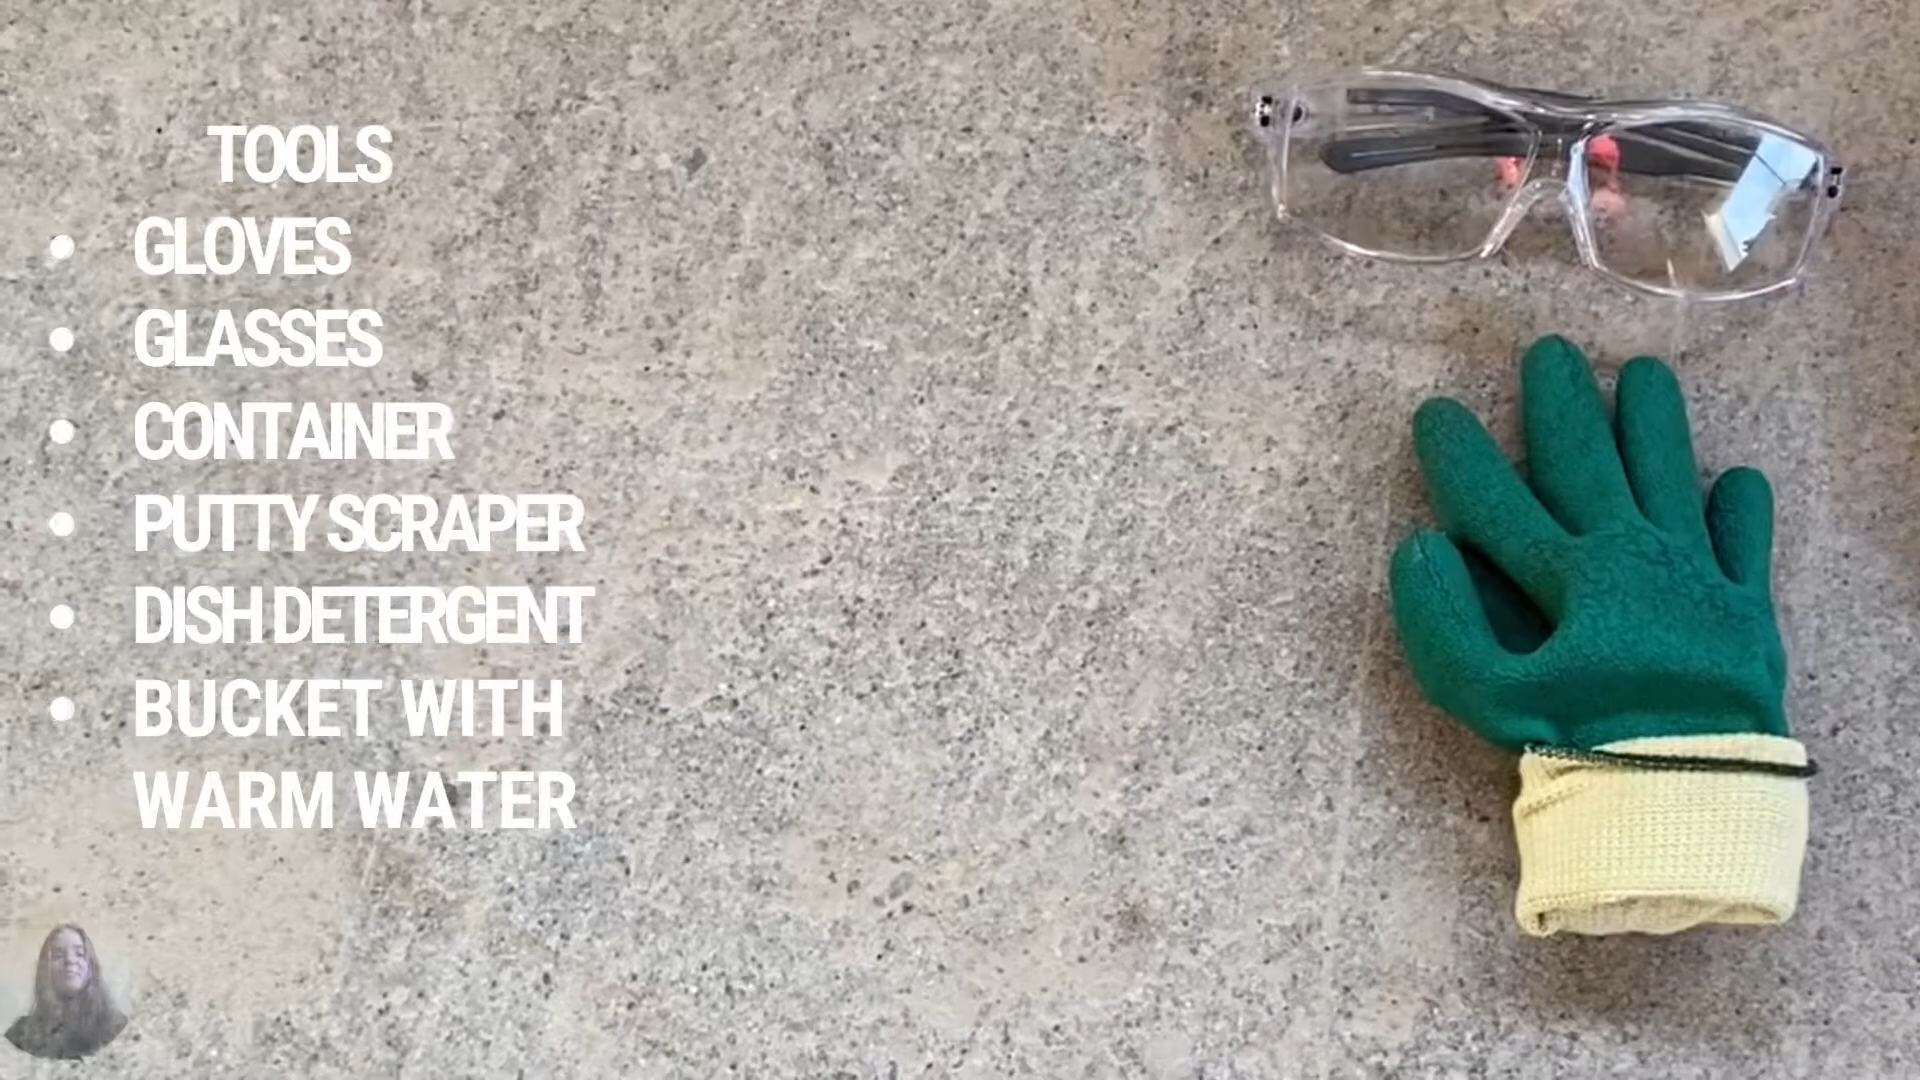 TOOLS
• GLOVES
• GLASSES
• CONTAINER
• PUTTY SCRAPER
• DISH DETERGENT
• BUCKET WITH
WARM WATER